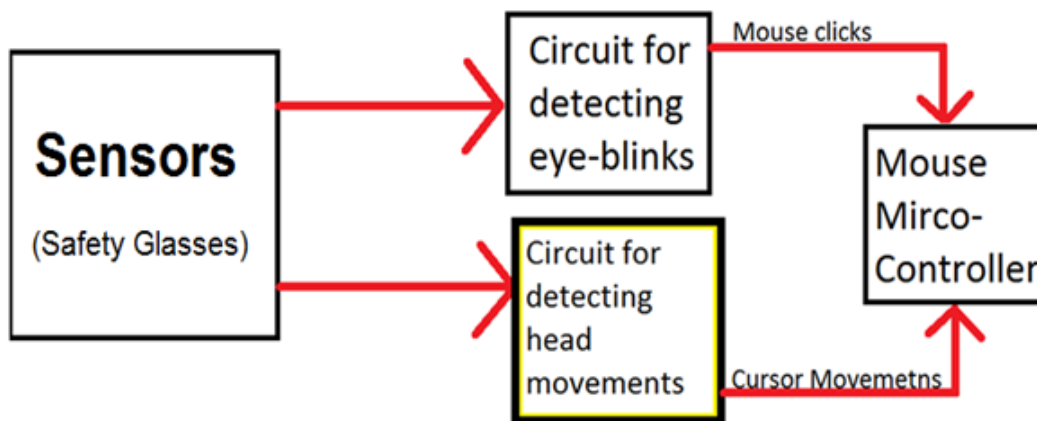 Sensors
(Safety Glasses)
Circuit for
detecting
eye-blinks
Mouse clicks
Mouse
Mirco-
Controller
Circuit for
detecting
head
movements
Cursor Movemetns